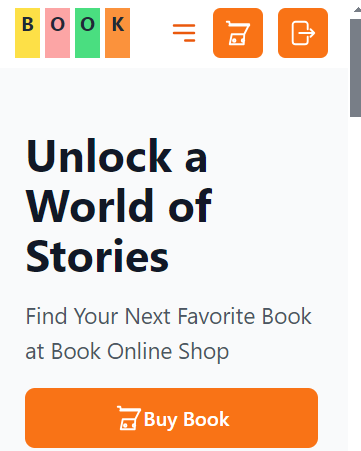 B O O K
Unlock a
World of
Stories
Find Your Next Favorite Book
at Book Online Shop
Buy Book